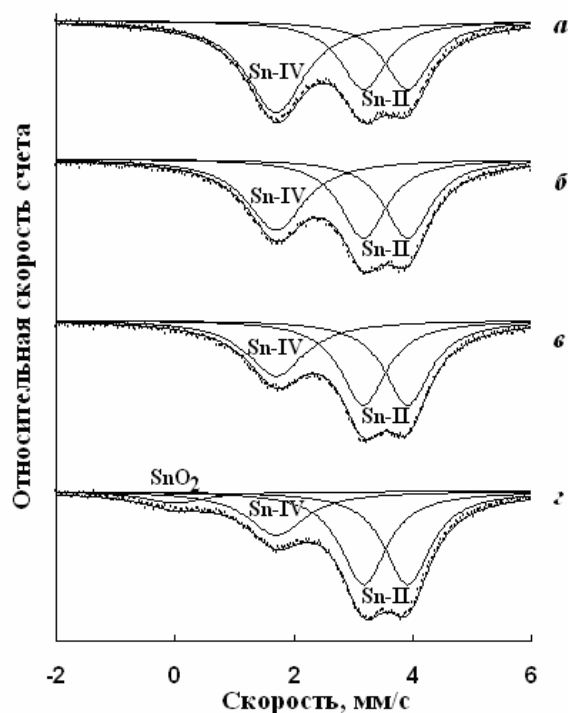 а
Sn-IV
Sn-II
б
Sn-IV
Sn-II
в
Sn-IV
Sn-II
SnO2
г
Sn-IV
Sn-II
Относительная скорость счета
-2 0 2 4 6
Скорость, мм/с